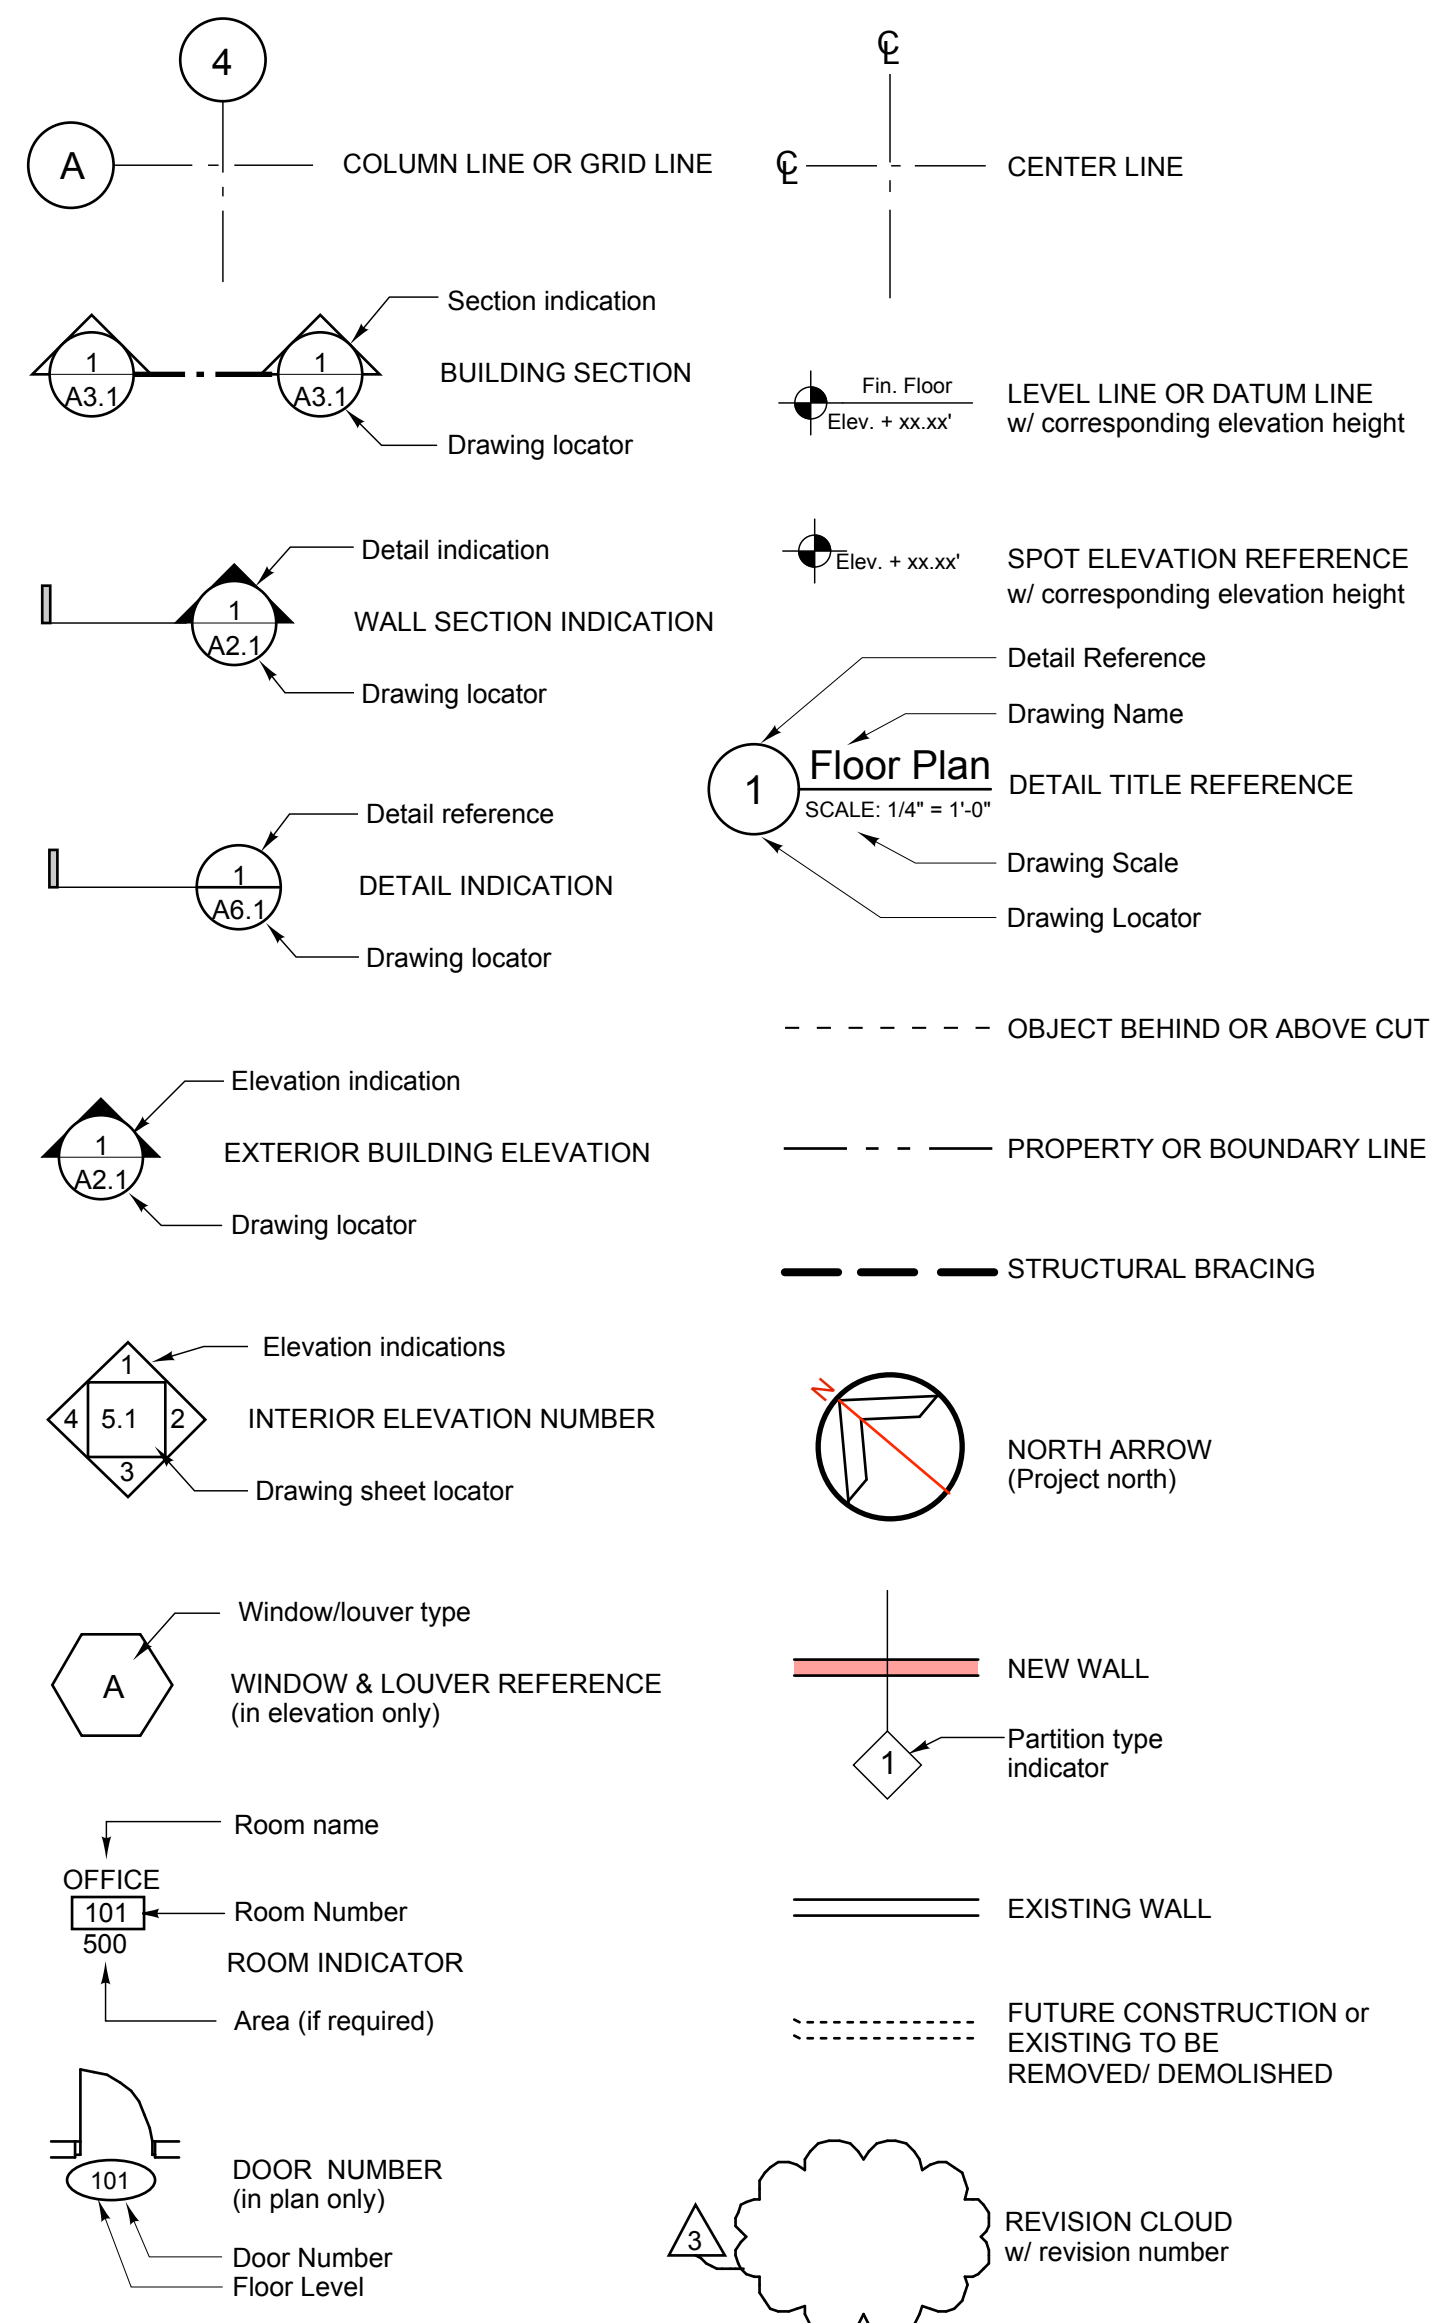 4
A
COLUMN LINE OR GRID LINE
Section indication
1
A3.1
1
A3.1
BUILDING SECTION
Drawing locator
Detail indication
1
A2.1
WALL SECTION INDICATION
Drawing locator
Detail reference
1
A6.1
DETAIL INDICATION
Drawing locator
Elevation indication
1
A2.1
EXTERIOR BUILDING ELEVATION
Drawing locator
Elevation indications
1
4
5.1
2
3
INTERIOR ELEVATION NUMBER
Drawing sheet locator
Window/louver type
A
WINDOW & LOUVER REFERENCE
(in elevation only)
Room name
OFFICE
101
Room Number
500
ROOM INDICATOR
Area (if required)
101
DOOR NUMBER
(in plan only)
Door Number
Floor Level
℄
℄
CENTER LINE
Fin. Floor
Elev. + xx.xx'
LEVEL LINE OR DATUM LINE
w/ corresponding elevation height
Elev. + xx.xx'
SPOT ELEVATION REFERENCE
w/ corresponding elevation height
Detail Reference
Drawing Name
1
Floor Plan
SCALE: 1/4" = 1'-0"
DETAIL TITLE REFERENCE
Drawing Scale
Drawing Locator
OBJECT BEHIND OR ABOVE CUT
PROPERTY OR BOUNDARY LINE
STRUCTURAL BRACING
N
NORTH ARROW
(Project north)
NEW WALL
1
Partition type
indicator
EXISTING WALL
FUTURE CONSTRUCTION or
EXISTING TO BE
REMOVED/ DEMOLISHED
3
REVISION CLOUD
w/ revision number